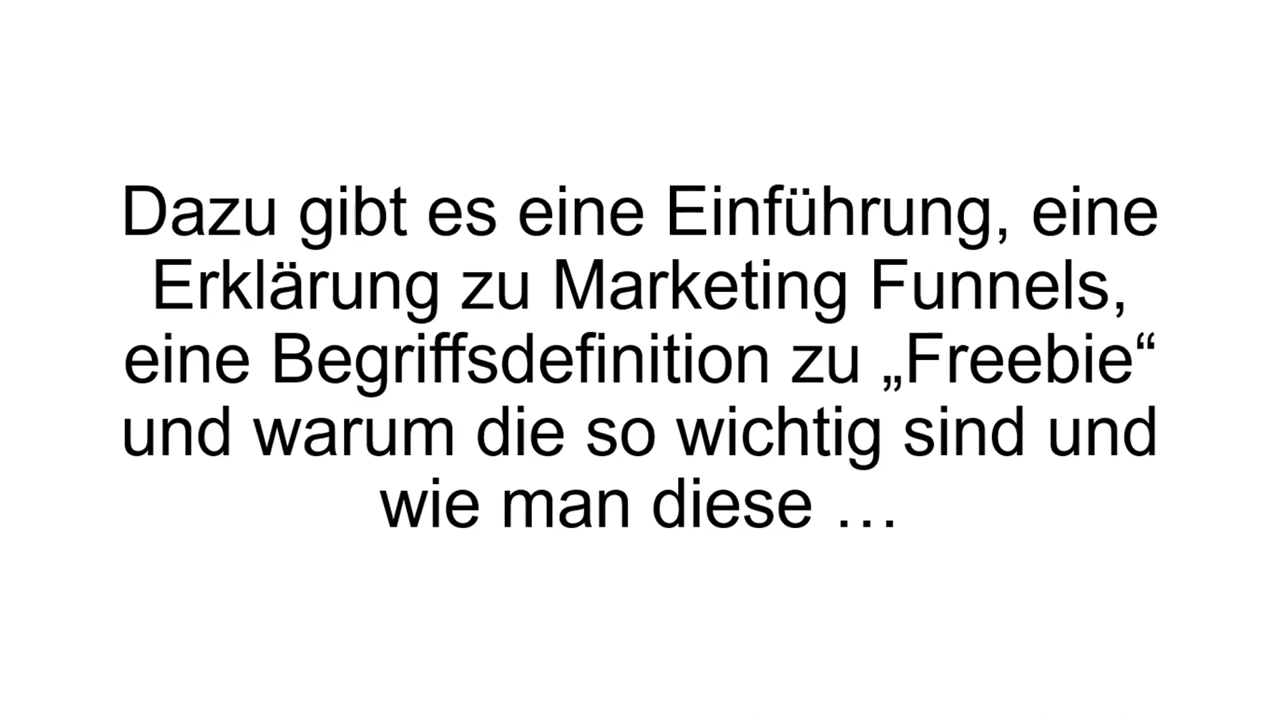 Dazu gibt es eine Einführung, eine
Erklärung zu Marketing Funnels,
eine Begriffsdefinition zu „Freebie“
und warum die so wichtig sind und
wie man diese …